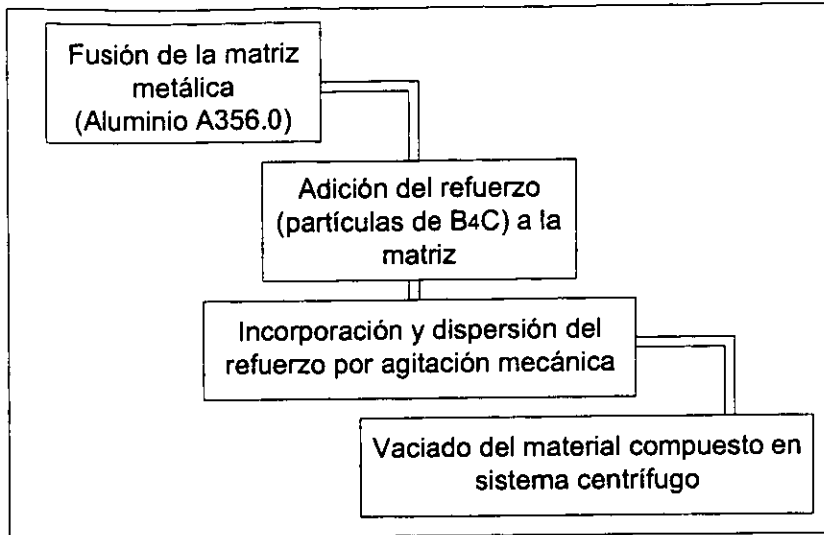 Fusión de la matriz
metálica
(Aluminio A356.0)
Adición del refuerzo
(partículas de B4C) a la
matriz
Incorporación y dispersión del
refuerzo por agitación mecánica
Vaciado del material compuesto en
sistema centrífugo